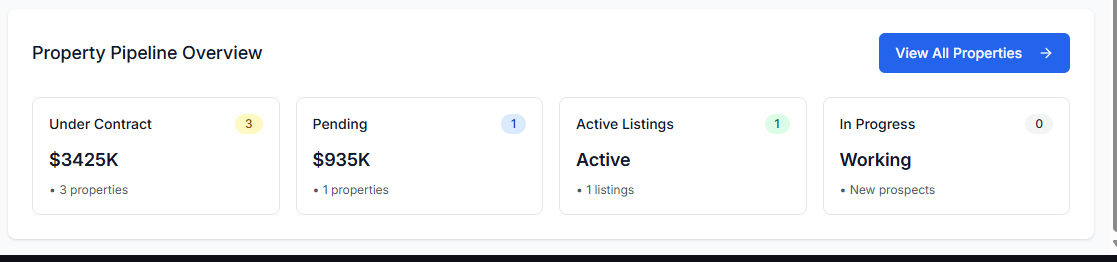 Property Pipeline Overview
View All Properties →
Under Contract 3
$3425K
• 3 properties
Pending 1
$935K
• 1 properties
Active Listings 1
Active
• 1 listings
In Progress 0
Working
• New prospects